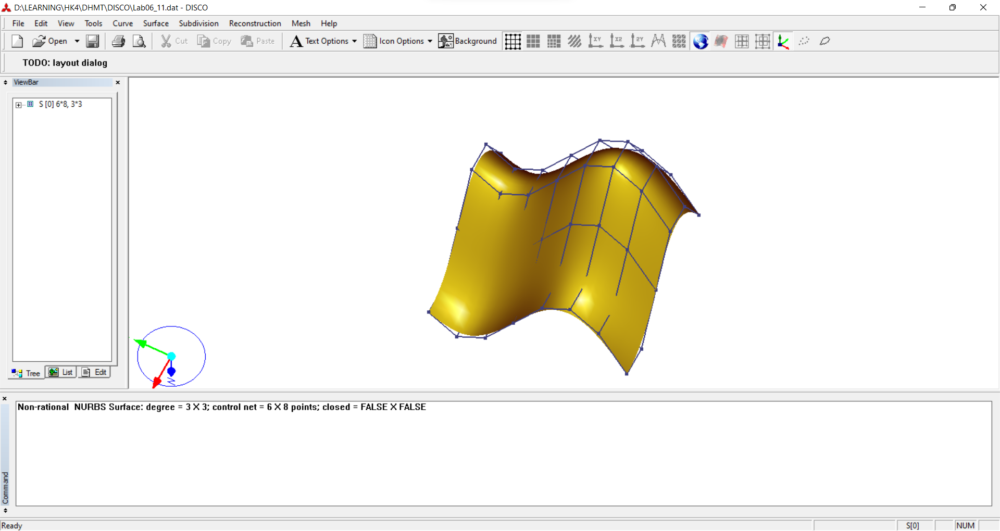 D:\LEARNING\HK4\DHMT\DISCO\Lab06_11.dat - DISCO
File Edit View Tools Curve Surface Subdivision Reconstruction Mesh Help
Open Cut Copy Paste A Text Options Icon Options Background XY XZ ZY
TODO: layout dialog
ViewBar
S [0] 6*8, 3*3
Z
Tree List Edit
Non-rational NURBS Surface: degree = 3 X 3; control net = 6 X 8 points; closed = FALSE X FALSE
Command
Ready S[0] NUM